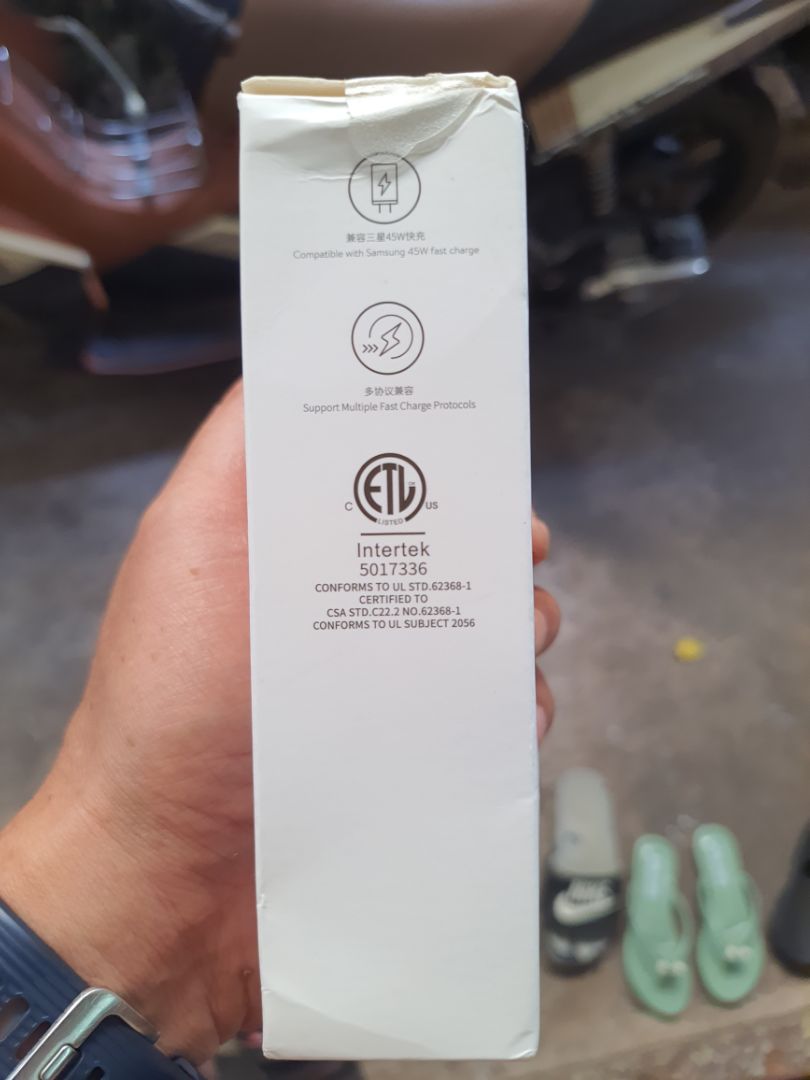 兼容三星45W快充
Compatible with Samsung 45W fast charge
多协议兼容
Support Multiple Fast Charge Protocols
ETL
C
US
LISTED
Intertek
5017336
CONFORMS TO UL STD.62368-1
CERTIFIED TO
CSA STD.C22.2 NO.62368-1
CONFORMS TO UL SUBJECT 2056
NIKE